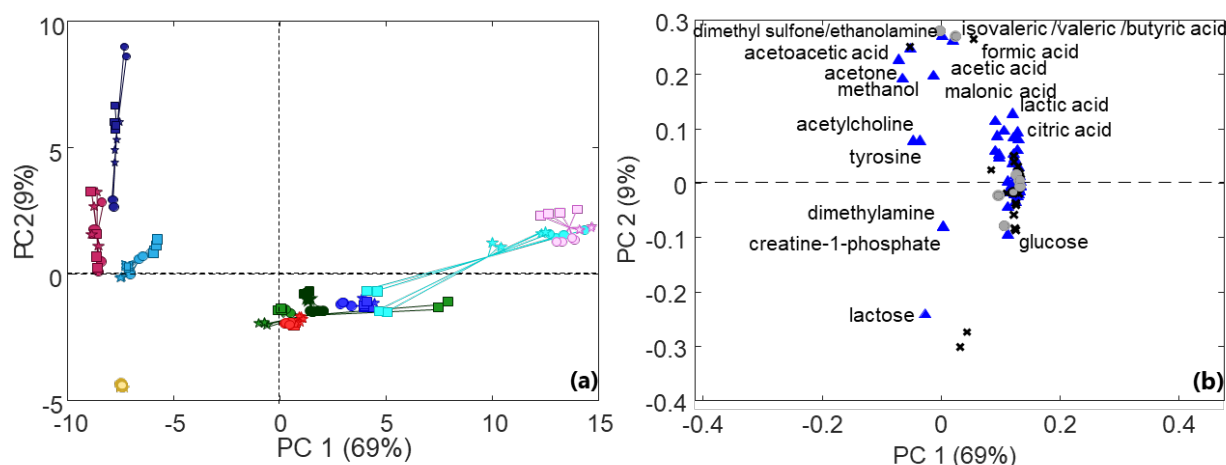 10
5
0
-5
PC2(9%)
-10
-5
0
5
10
15
PC 1 (69%)
(a)
0.4
0.3
0.2
0.1
0
-0.1
-0.2
-0.3
-0.4
PC 2 (9%)
dimethyl sulfone/ethanolamine
isovaleric/valeric/butyric acid
acetoacetic acid
formic acid
acetone
acetic acid
methanol
malonic acid
lactic acid
acetylcholine
citric acid
tyrosine
dimethylamine
creatine-1-phosphate
glucose
lactose
(b)
-0.4
-0.2
0
0.2
0.4
PC 1 (69%)